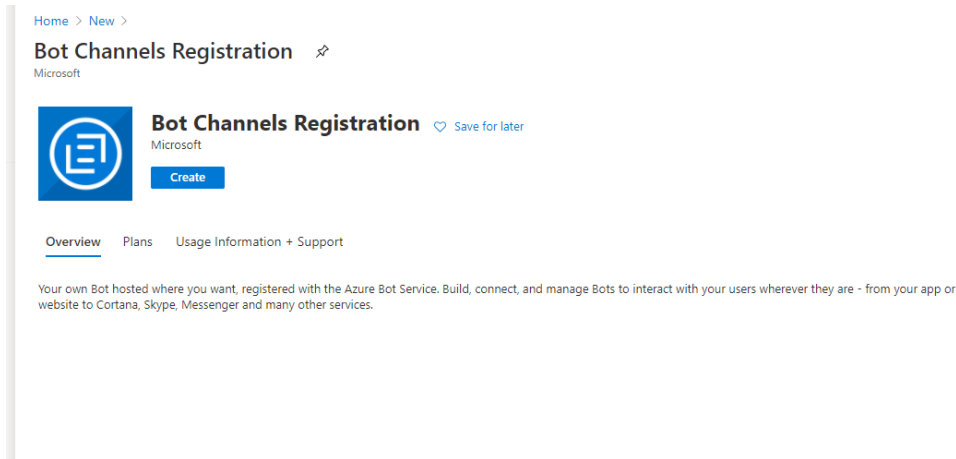 Home > New >
Bot Channels Registration
Microsoft
Bot Channels Registration
Save for later
Microsoft
Create
Overview Plans Usage Information + Support
Your own Bot hosted where you want, registered with the Azure Bot Service. Build, connect, and manage Bots to interact with your users wherever they are - from your app or
website to Cortana, Skype, Messenger and many other services.